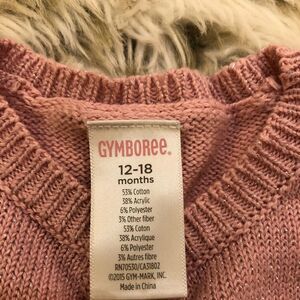 GYMBOREE.
12-18
months
53% Cotton
38% Acrylic
6% Polyester
3% Other fiber
53% Coton
38% Acrylique
6% Polyester
3% Autres fibre
RN70530/CA31802
©2015 GYM-MARK, INC.
Made in China